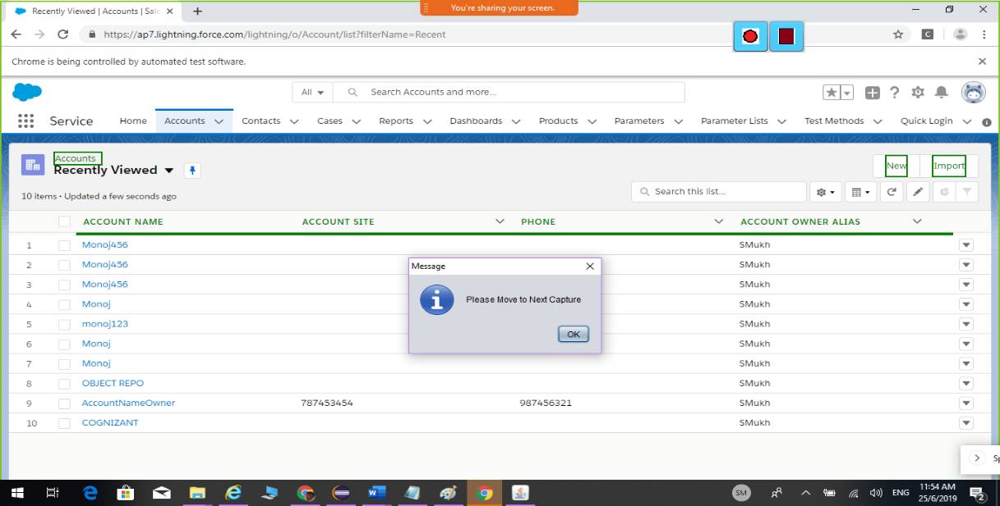 You're sharing your screen.
Recently Viewed | Accounts | Sale
https://ap7.lightning.force.com/lightning/o/Account/list?filterName=Recent
C
Chrome is being controlled by automated test software.
All
Search Accounts and more...
Service
Home
Accounts
Contacts
Cases
Reports
Dashboards
Products
Parameters
Parameter Lists
Test Methods
Quick Login
Accounts
Recently Viewed
New
Import
10 items • Updated a few seconds ago
Search this list...
ACCOUNT NAME ACCOUNT SITE PHONE ACCOUNT OWNER ALIAS
1 Monoj456 SMukh
2 Monoj456 SMukh
3 Monoj456 SMukh
4 Monoj SMukh
5 monoj123 SMukh
6 Monoj SMukh
7 Monoj SMukh
8 OBJECT REPO SMukh
9 AccountNameOwner 787453454 987456321 SMukh
10 COGNIZANT SMukh
Message
Please Move to Next Capture
OK
SM
ENG
11:54 AM
25/6/2019
2